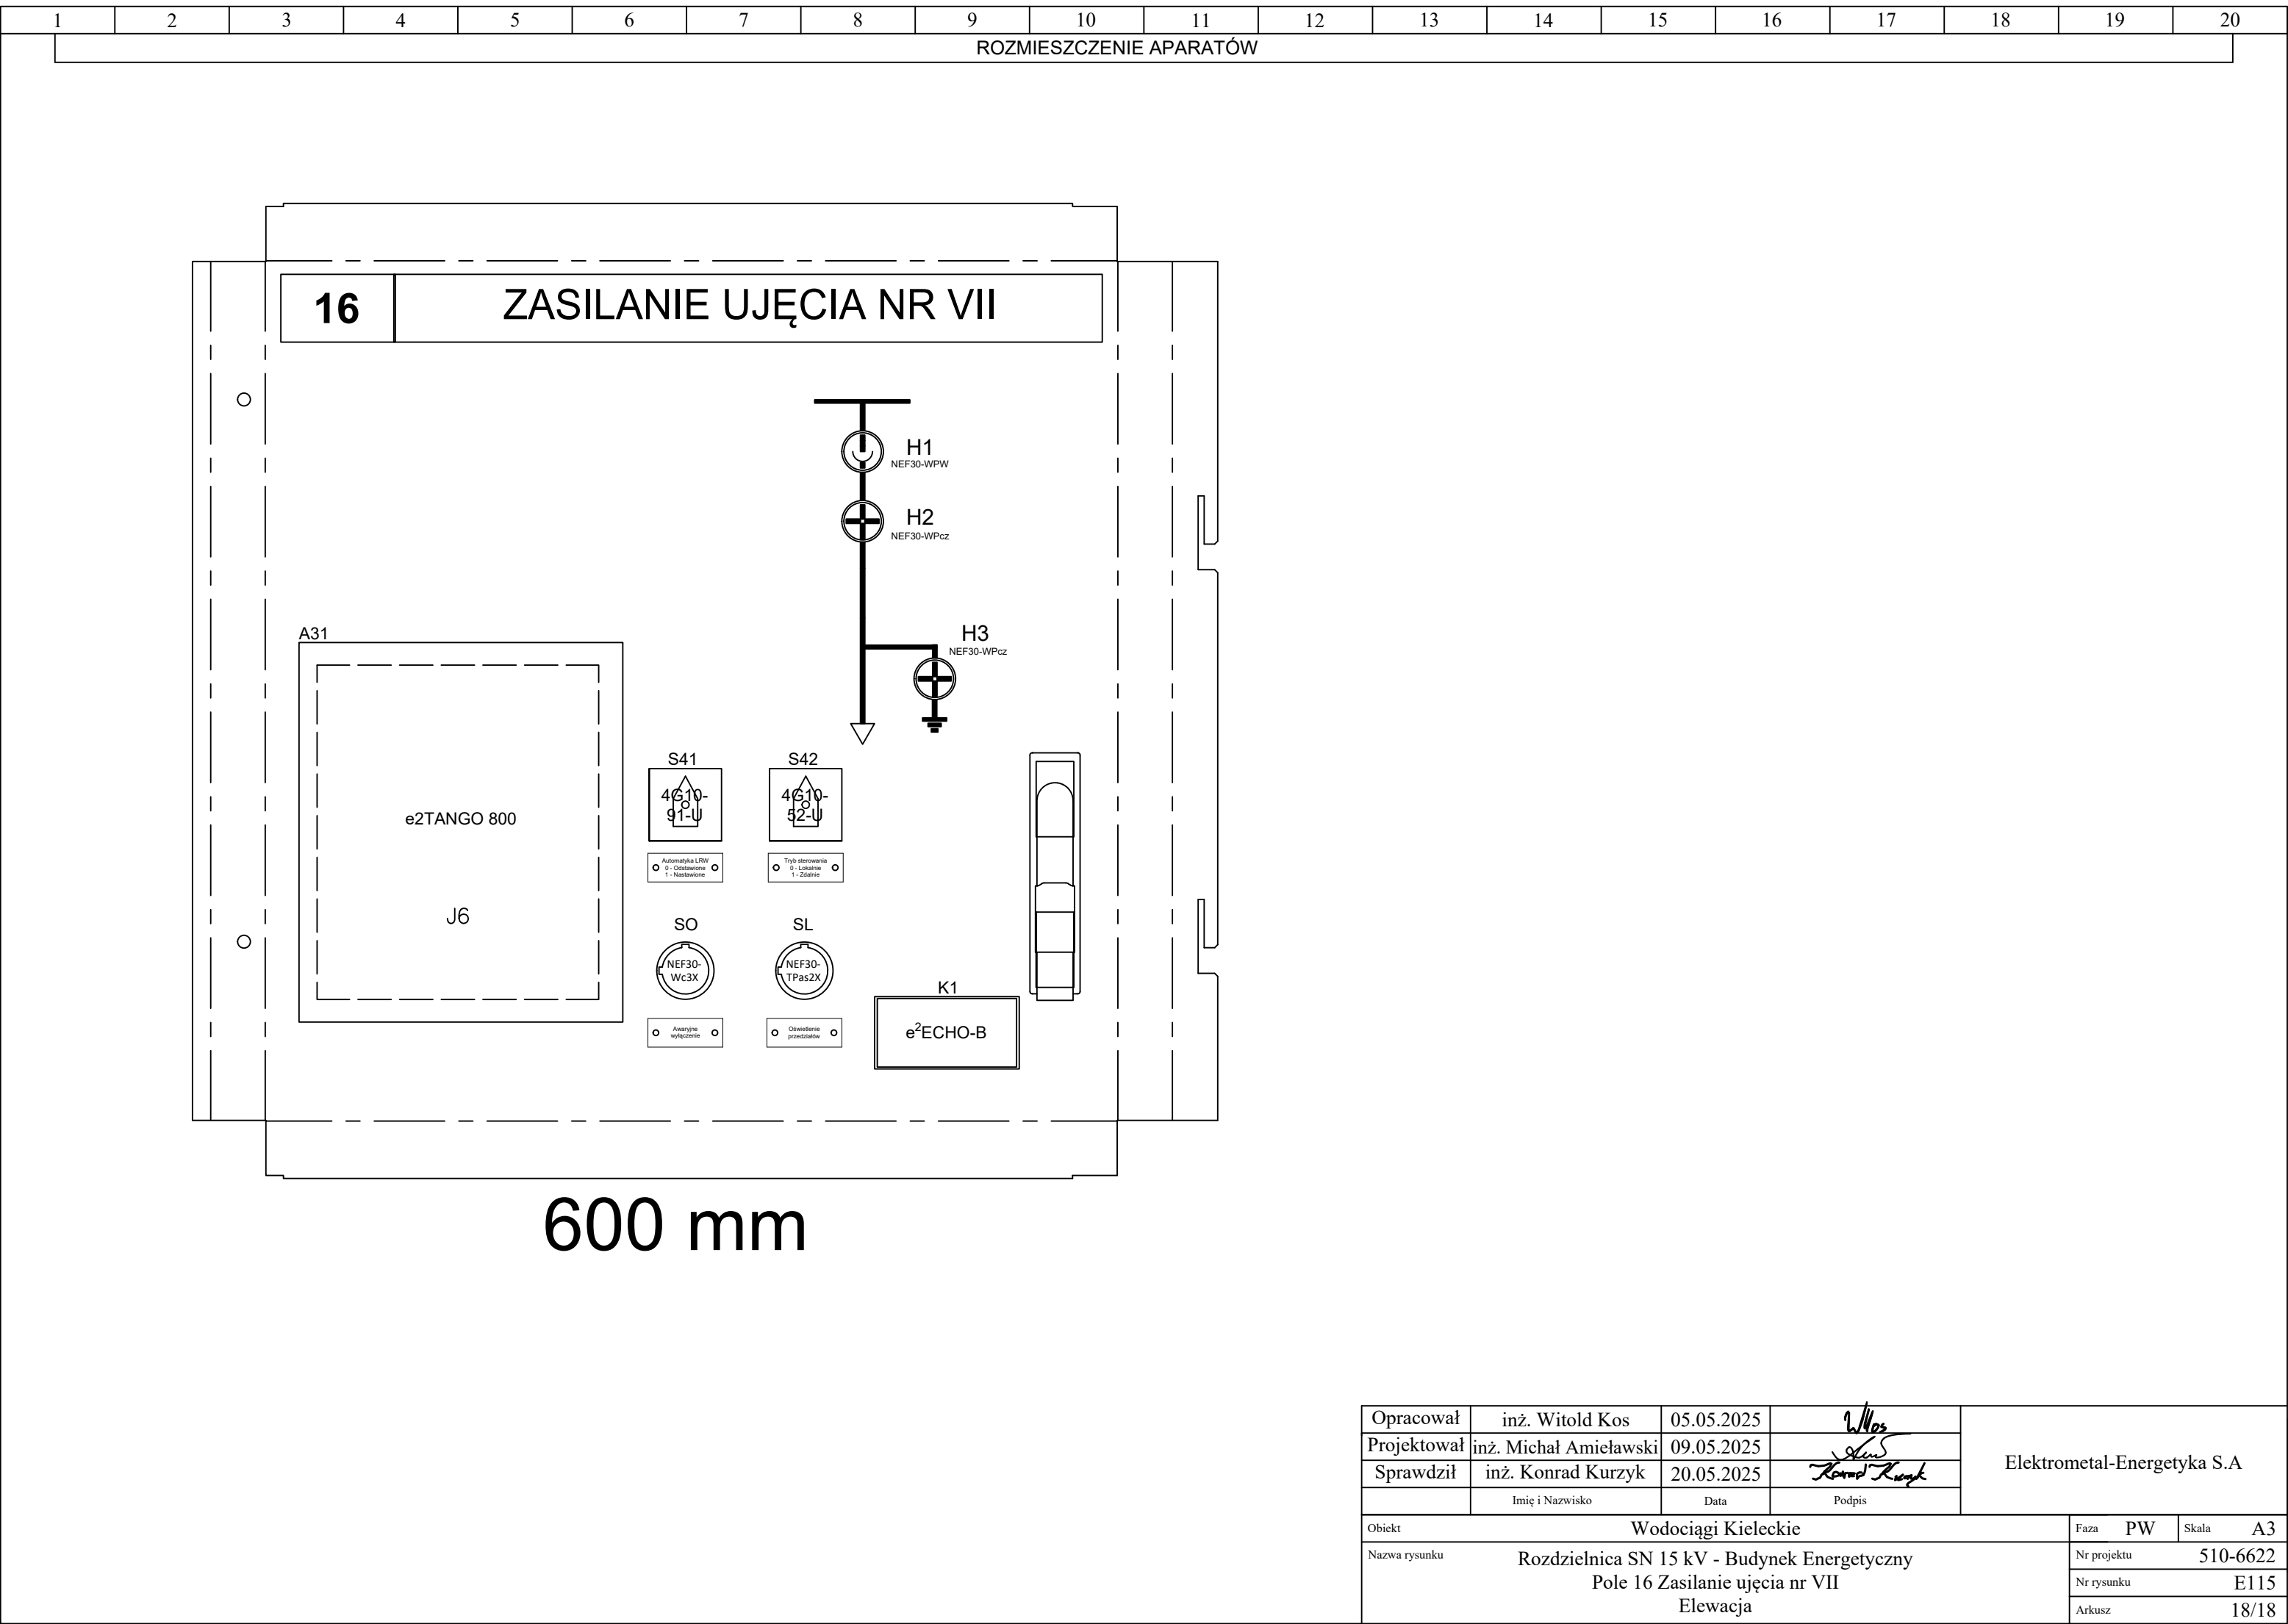 1 2 3 4 5 6 7 8 9 10 11 12 13 14 15 16 17 18 19 20
ROZMIESZCZENIE APARATÓW
16 ZASILANIE UJĘCIA NR VII
H1
NEF30-WPW
H2
NEF30-WPcz
H3
NEF30-WPcz
A31
e2TANGO 800
J6
S41
4G10-
91-U
Automatyka LRW
0 - Odstawione
1 - Nastawione
S42
4G10-
52-U
Tryb sterowania
0 - Lokalnie
1 - Zdalnie
SO
NEF30-
Wc3X
Awaryjne
wyłączenie
SL
NEF30-
TPas2X
Oświetlenie
przedziałów
K1
e²ECHO-B
600 mm
Opracował inż. Witold Kos 05.05.2025 WKos
Projektował inż. Michał Amieławski 09.05.2025
Sprawdził inż. Konrad Kurzyk 20.05.2025 Konrad Kurzyk
Imię i Nazwisko Data Podpis
Elektrometal-Energetyka S.A
Obiekt Wodociągi Kieleckie
Faza PW Skala A3
Nazwa rysunku Rozdzielnica SN 15 kV - Budynek Energetyczny
Pole 16 Zasilanie ujęcia nr VII
Elewacja
Nr projektu 510-6622
Nr rysunku E115
Arkusz 18/18